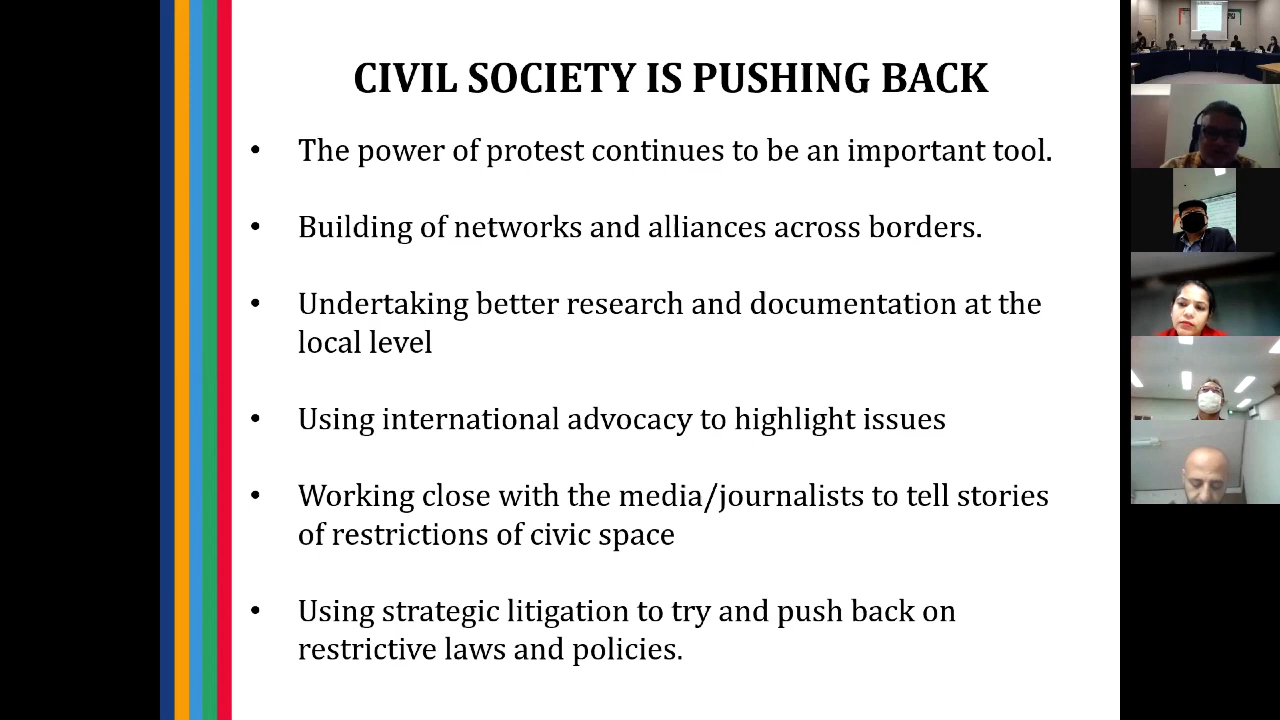 CIVIL SOCIETY IS PUSHING BACK
• The power of protest continues to be an important tool.
• Building of networks and alliances across borders.
• Undertaking better research and documentation at the
local level
• Using international advocacy to highlight issues
• Working close with the media/journalists to tell stories
of restrictions of civic space
• Using strategic litigation to try and push back on
restrictive laws and policies.